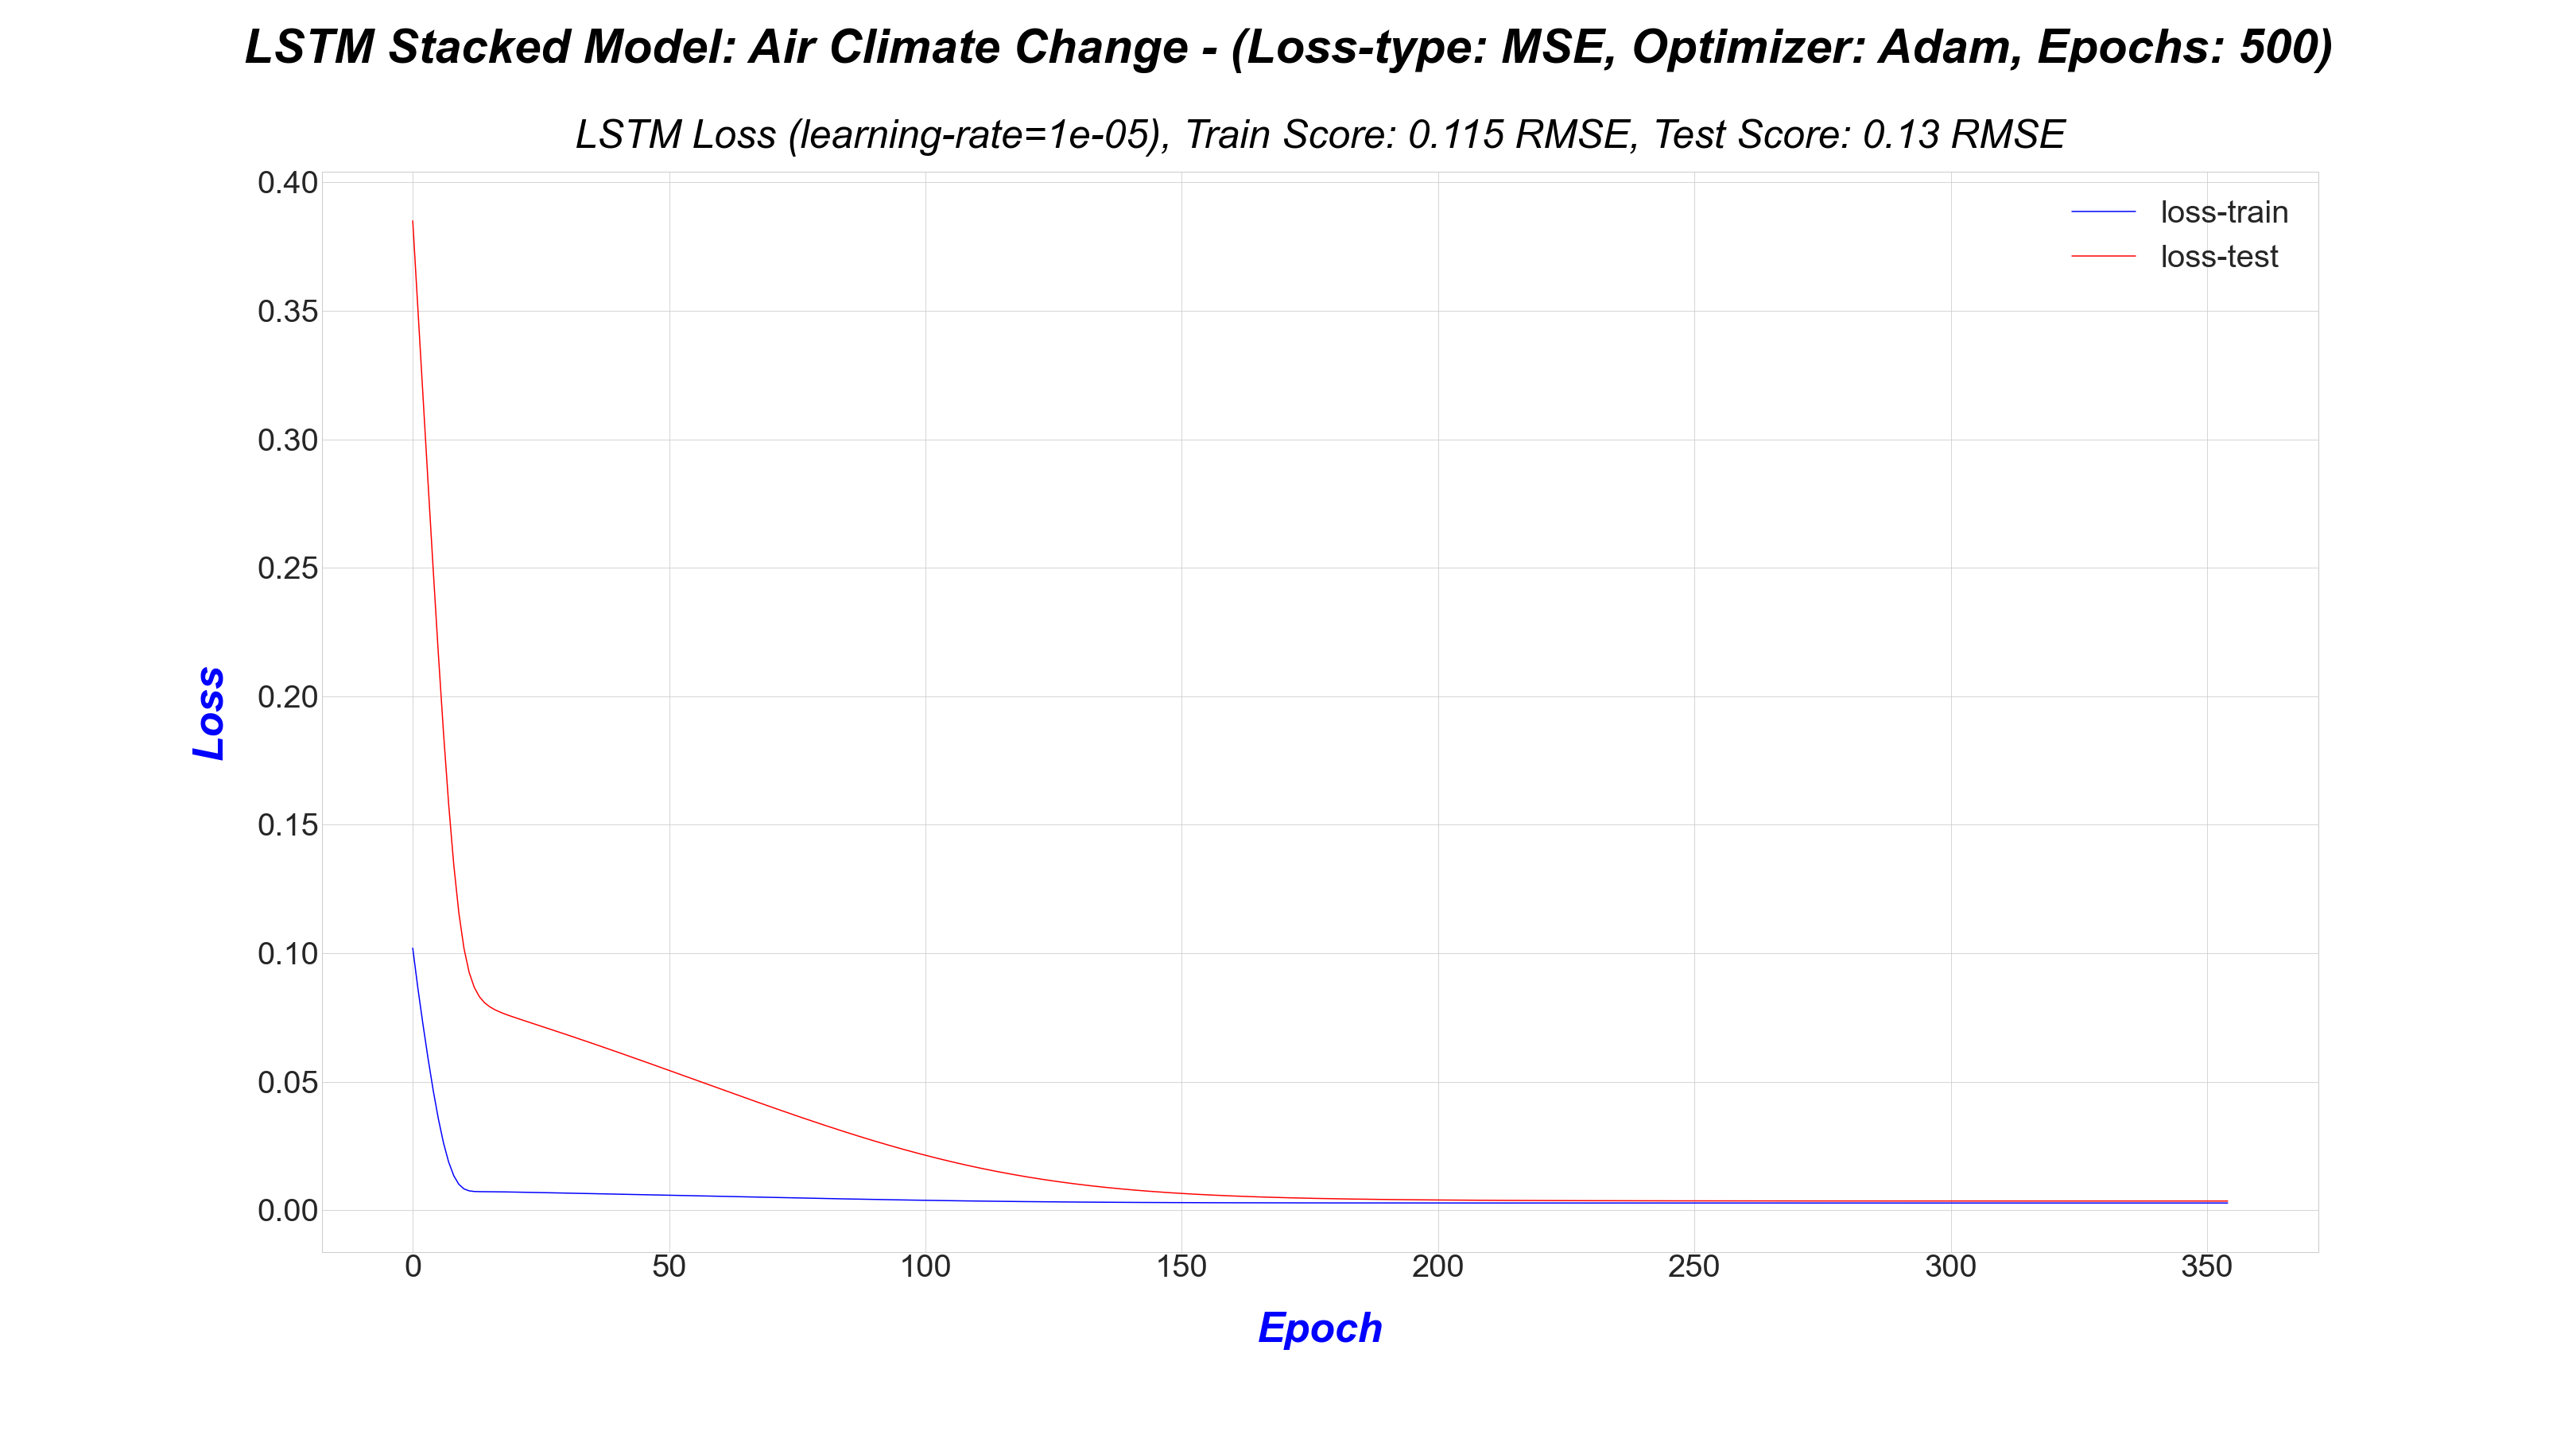 LSTM Stacked Model: Air Climate Change - (Loss-type: MSE, Optimizer: Adam, Epochs: 500)
LSTM Loss (learning-rate=1e-05), Train Score: 0.115 RMSE, Test Score: 0.13 RMSE
loss-train
loss-test
0.40
0.35
0.30
0.25
0.20
0.15
0.10
0.05
0.00
Loss
0 50 100 150 200 250 300 350
Epoch